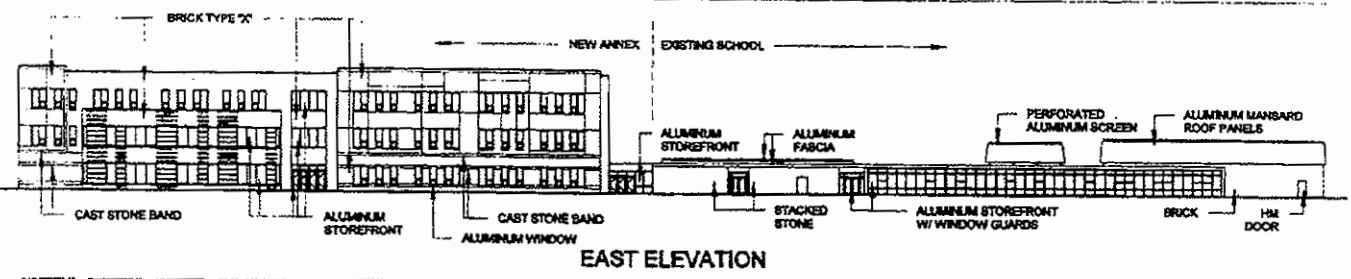 BRICK TYPE 'X'
NEW ANNEX
EXISTING SCHOOL
PERFORATED
ALUMINUM SCREEN
ALUMINUM MANSARD
ROOF PANELS
ALUMINUM
STOREFRONT
ALUMINUM
FASCIA
CAST STONE BAND
ALUMINUM
STOREFRONT
ALUMINUM WINDOW
CAST STONE BAND
STACKED
STONE
ALUMINUM STOREFRONT
W/ WINDOW GUARDS
BRICK
HM
DOOR
EAST ELEVATION